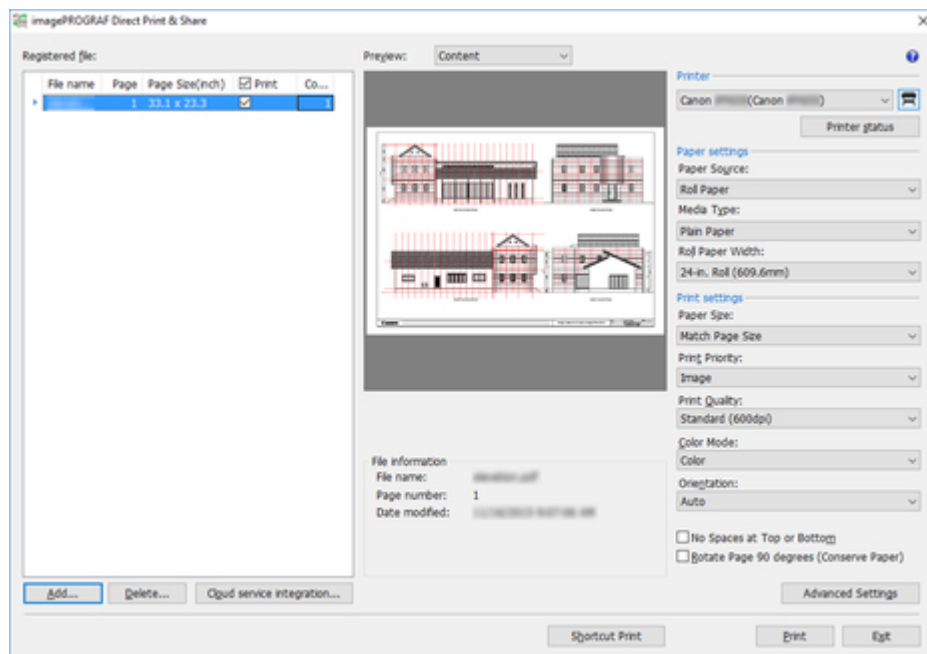 imagePROGRAF Direct Print & Share
Registered file:
File name Page Page Size(inch) Print Co...
1 33.1 x 23.3 1
Preview: Content
Canon
File information
File name:
Page number: 1
Date modified:
Printer
Canon (Canon )
Printer status
Paper settings
Paper Source:
Roll Paper
Media Type:
Plain Paper
Roll Paper Width:
24-in. Roll (609.6mm)
Print settings
Paper Size:
Match Page Size
Print Priority:
Image
Print Quality:
Standard (600dpi)
Color Mode:
Color
Orientation:
Auto
No Spaces at Top or Bottom
Rotate Page 90 degrees (Conserve Paper)
Add... Delete... Cloud service integration... Advanced Settings
Shortcut Print Print Exit